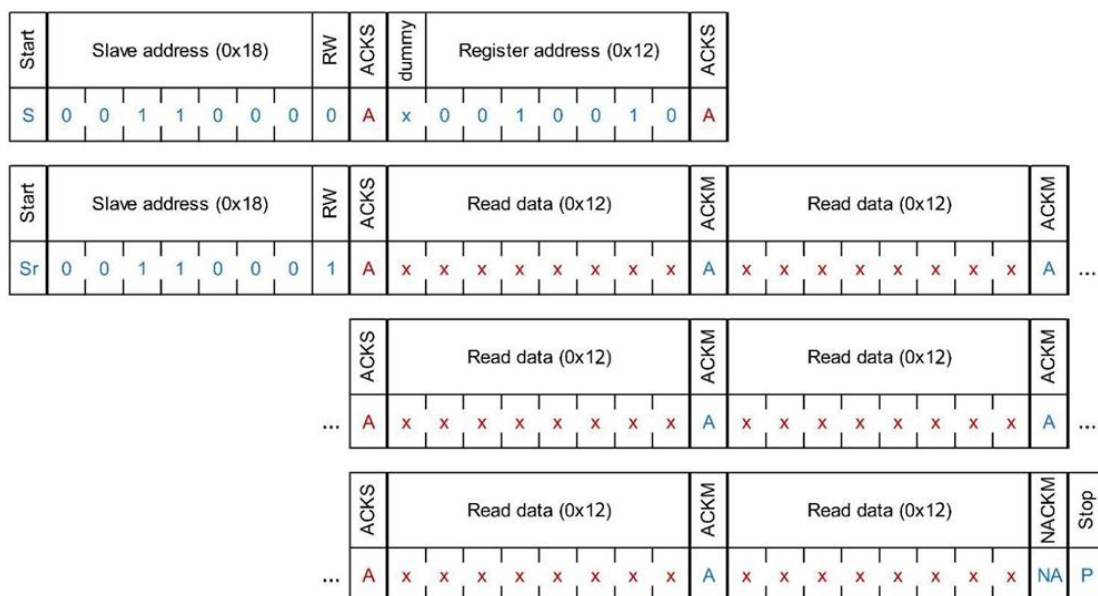 Start Slave address (0x18) RW ACKS dummy Register address (0x12) ACKS
S 0 0 1 1 0 0 0 0 A x 0 0 1 0 0 1 0 A
Start Slave address (0x18) RW ACKS Read data (0x12) ACKM Read data (0x12) ACKM
Sr 0 0 1 1 0 0 0 1 A x x x x x x x x A x x x x x x x x A ...
ACKS Read data (0x12) ACKM Read data (0x12) ACKM
... A x x x x x x x x A x x x x x x x x A ...
ACKS Read data (0x12) ACKM Read data (0x12) NACKM Stop
... A x x x x x x x x A x x x x x x x x NA P